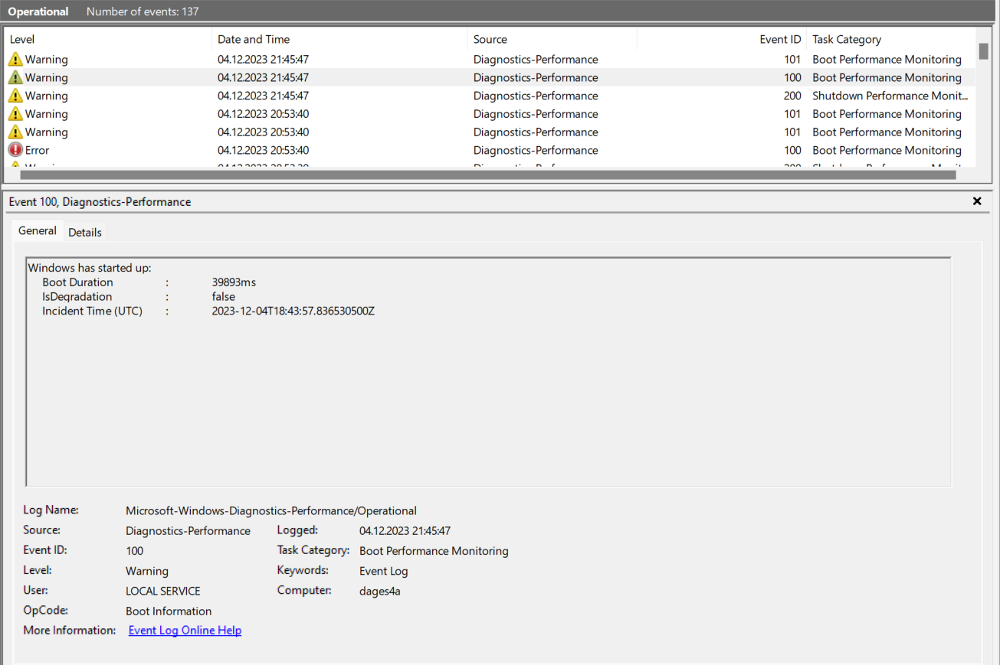 Operational Number of events: 137
Level Date and Time Source Event ID Task Category
Warning 04.12.2023 21:45:47 Diagnostics-Performance 101 Boot Performance Monitoring
Warning 04.12.2023 21:45:47 Diagnostics-Performance 100 Boot Performance Monitoring
Warning 04.12.2023 21:45:47 Diagnostics-Performance 200 Shutdown Performance Monit...
Warning 04.12.2023 20:53:40 Diagnostics-Performance 101 Boot Performance Monitoring
Warning 04.12.2023 20:53:40 Diagnostics-Performance 101 Boot Performance Monitoring
Error 04.12.2023 20:53:40 Diagnostics-Performance 100 Boot Performance Monitoring
Event 100, Diagnostics-Performance
General Details
Windows has started up:
Boot Duration : 39893ms
IsDegradation : false
Incident Time (UTC) : 2023-12-04T18:43:57.836530500Z
Log Name: Microsoft-Windows-Diagnostics-Performance/Operational
Source: Diagnostics-Performance Logged: 04.12.2023 21:45:47
Event ID: 100 Task Category: Boot Performance Monitoring
Level: Warning Keywords: Event Log
User: LOCAL SERVICE Computer: dages4a
OpCode: Boot Information
More Information: Event Log Online Help